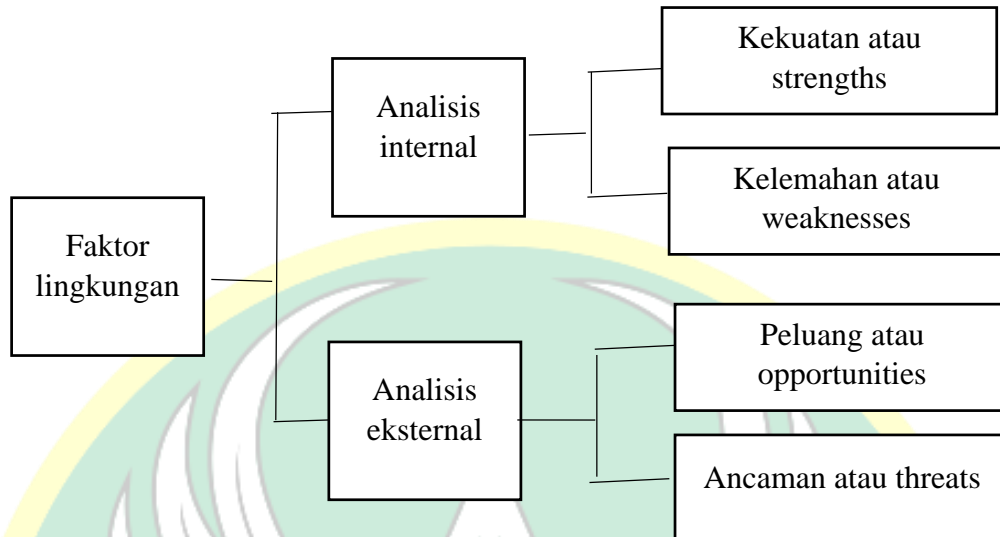 Faktor
lingkungan
Analisis
internal
Kekuatan atau
strengths
Kelemahan atau
weaknesses
Analisis
eksternal
Peluang atau
opportunities
Ancaman atau threats